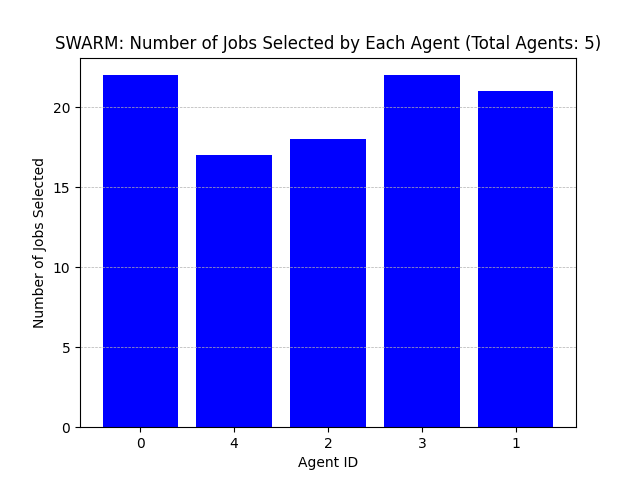 SWARM: Number of Jobs Selected by Each Agent (Total Agents: 5)
Number of Jobs Selected
20
15
10
5
0
0 4 2 3 1
Agent ID